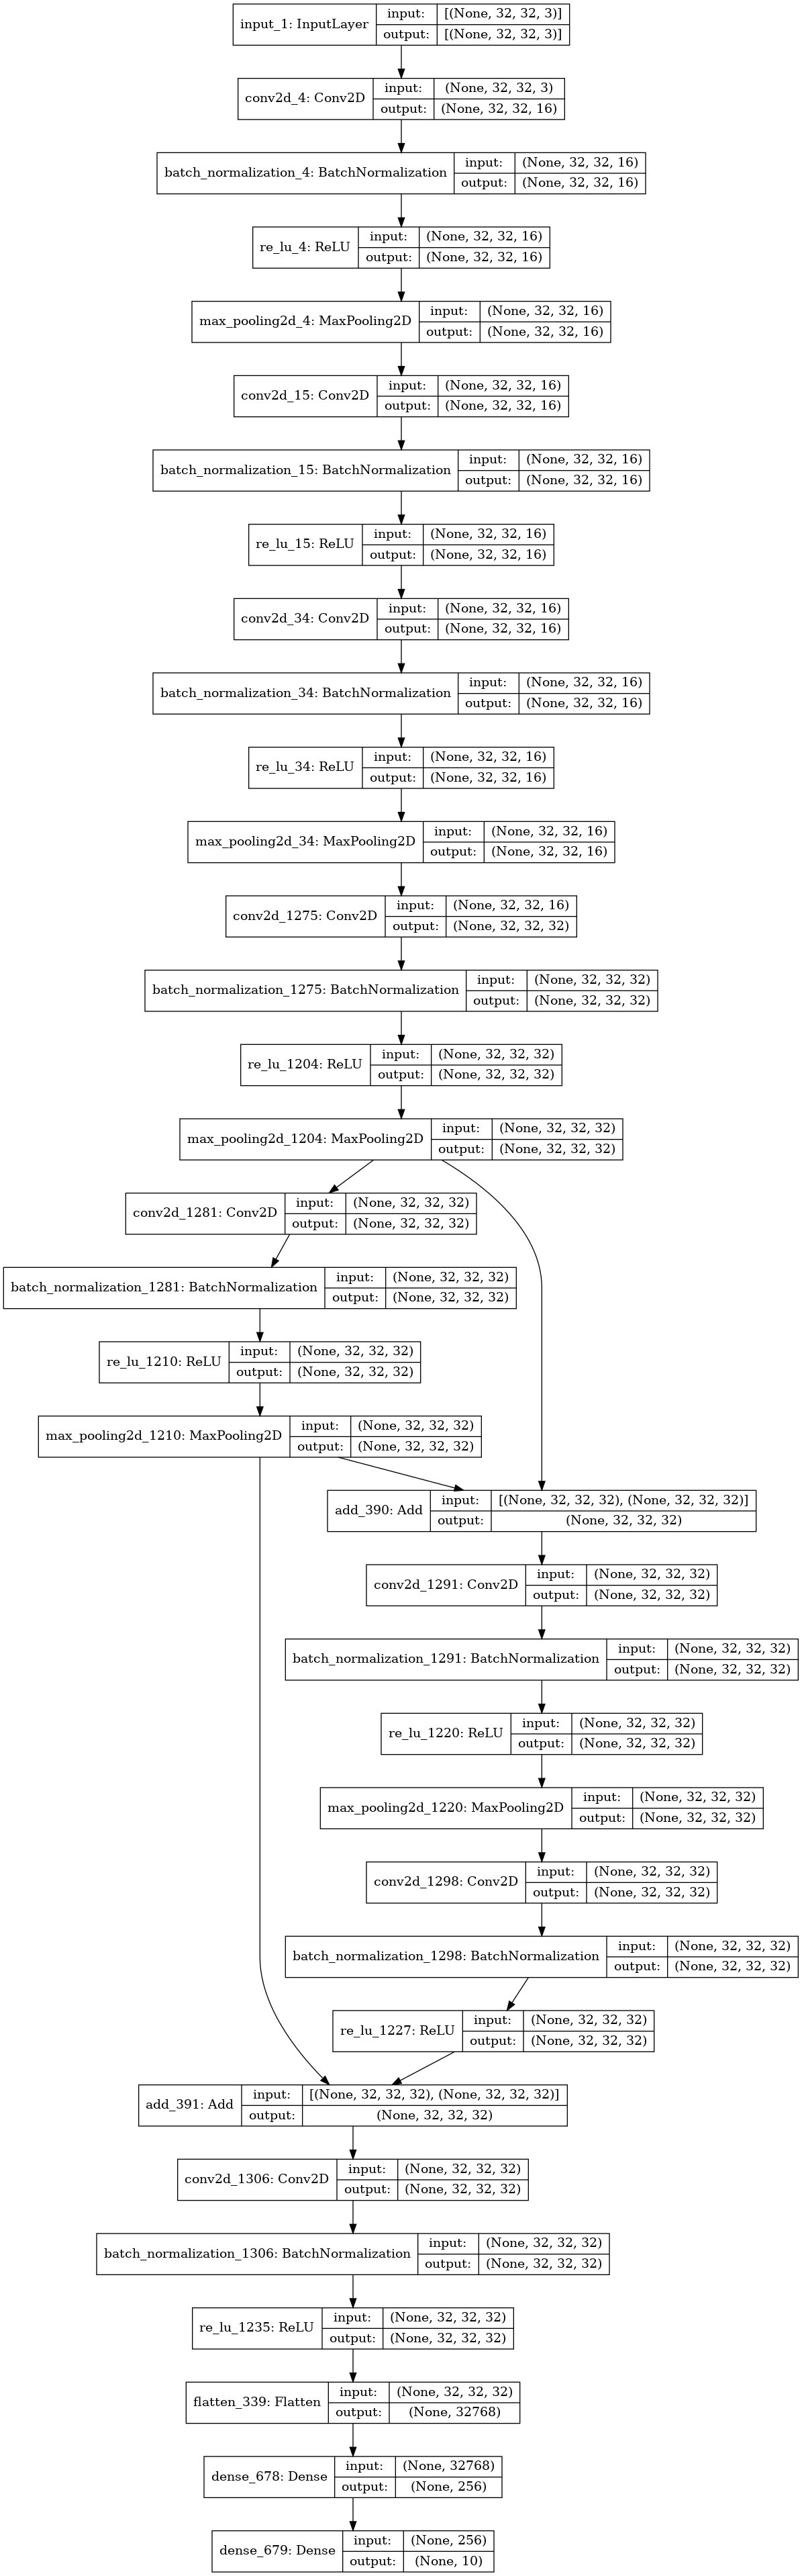 input_1: InputLayer
input: [(None, 32, 32, 3)]
output: [(None, 32, 32, 3)]
conv2d_4: Conv2D
input: (None, 32, 32, 3)
output: (None, 32, 32, 16)
batch_normalization_4: BatchNormalization
input: (None, 32, 32, 16)
output: (None, 32, 32, 16)
re_lu_4: ReLU
input: (None, 32, 32, 16)
output: (None, 32, 32, 16)
max_pooling2d_4: MaxPooling2D
input: (None, 32, 32, 16)
output: (None, 32, 32, 16)
conv2d_15: Conv2D
input: (None, 32, 32, 16)
output: (None, 32, 32, 16)
batch_normalization_15: BatchNormalization
input: (None, 32, 32, 16)
output: (None, 32, 32, 16)
re_lu_15: ReLU
input: (None, 32, 32, 16)
output: (None, 32, 32, 16)
conv2d_34: Conv2D
input: (None, 32, 32, 16)
output: (None, 32, 32, 16)
batch_normalization_34: BatchNormalization
input: (None, 32, 32, 16)
output: (None, 32, 32, 16)
re_lu_34: ReLU
input: (None, 32, 32, 16)
output: (None, 32, 32, 16)
max_pooling2d_34: MaxPooling2D
input: (None, 32, 32, 16)
output: (None, 32, 32, 16)
conv2d_1275: Conv2D
input: (None, 32, 32, 16)
output: (None, 32, 32, 32)
batch_normalization_1275: BatchNormalization
input: (None, 32, 32, 32)
output: (None, 32, 32, 32)
re_lu_1204: ReLU
input: (None, 32, 32, 32)
output: (None, 32, 32, 32)
max_pooling2d_1204: MaxPooling2D
input: (None, 32, 32, 32)
output: (None, 32, 32, 32)
conv2d_1281: Conv2D
input: (None, 32, 32, 32)
output: (None, 32, 32, 32)
batch_normalization_1281: BatchNormalization
input: (None, 32, 32, 32)
output: (None, 32, 32, 32)
re_lu_1210: ReLU
input: (None, 32, 32, 32)
output: (None, 32, 32, 32)
max_pooling2d_1210: MaxPooling2D
input: (None, 32, 32, 32)
output: (None, 32, 32, 32)
add_390: Add
input: [(None, 32, 32, 32), (None, 32, 32, 32)]
output: (None, 32, 32, 32)
conv2d_1291: Conv2D
input: (None, 32, 32, 32)
output: (None, 32, 32, 32)
batch_normalization_1291: BatchNormalization
input: (None, 32, 32, 32)
output: (None, 32, 32, 32)
re_lu_1220: ReLU
input: (None, 32, 32, 32)
output: (None, 32, 32, 32)
max_pooling2d_1220: MaxPooling2D
input: (None, 32, 32, 32)
output: (None, 32, 32, 32)
conv2d_1298: Conv2D
input: (None, 32, 32, 32)
output: (None, 32, 32, 32)
batch_normalization_1298: BatchNormalization
input: (None, 32, 32, 32)
output: (None, 32, 32, 32)
re_lu_1227: ReLU
input: (None, 32, 32, 32)
output: (None, 32, 32, 32)
add_391: Add
input: [(None, 32, 32, 32), (None, 32, 32, 32)]
output: (None, 32, 32, 32)
conv2d_1306: Conv2D
input: (None, 32, 32, 32)
output: (None, 32, 32, 32)
batch_normalization_1306: BatchNormalization
input: (None, 32, 32, 32)
output: (None, 32, 32, 32)
re_lu_1235: ReLU
input: (None, 32, 32, 32)
output: (None, 32, 32, 32)
flatten_339: Flatten
input: (None, 32, 32, 32)
output: (None, 32768)
dense_678: Dense
input: (None, 32768)
output: (None, 256)
dense_679: Dense
input: (None, 256)
output: (None, 10)